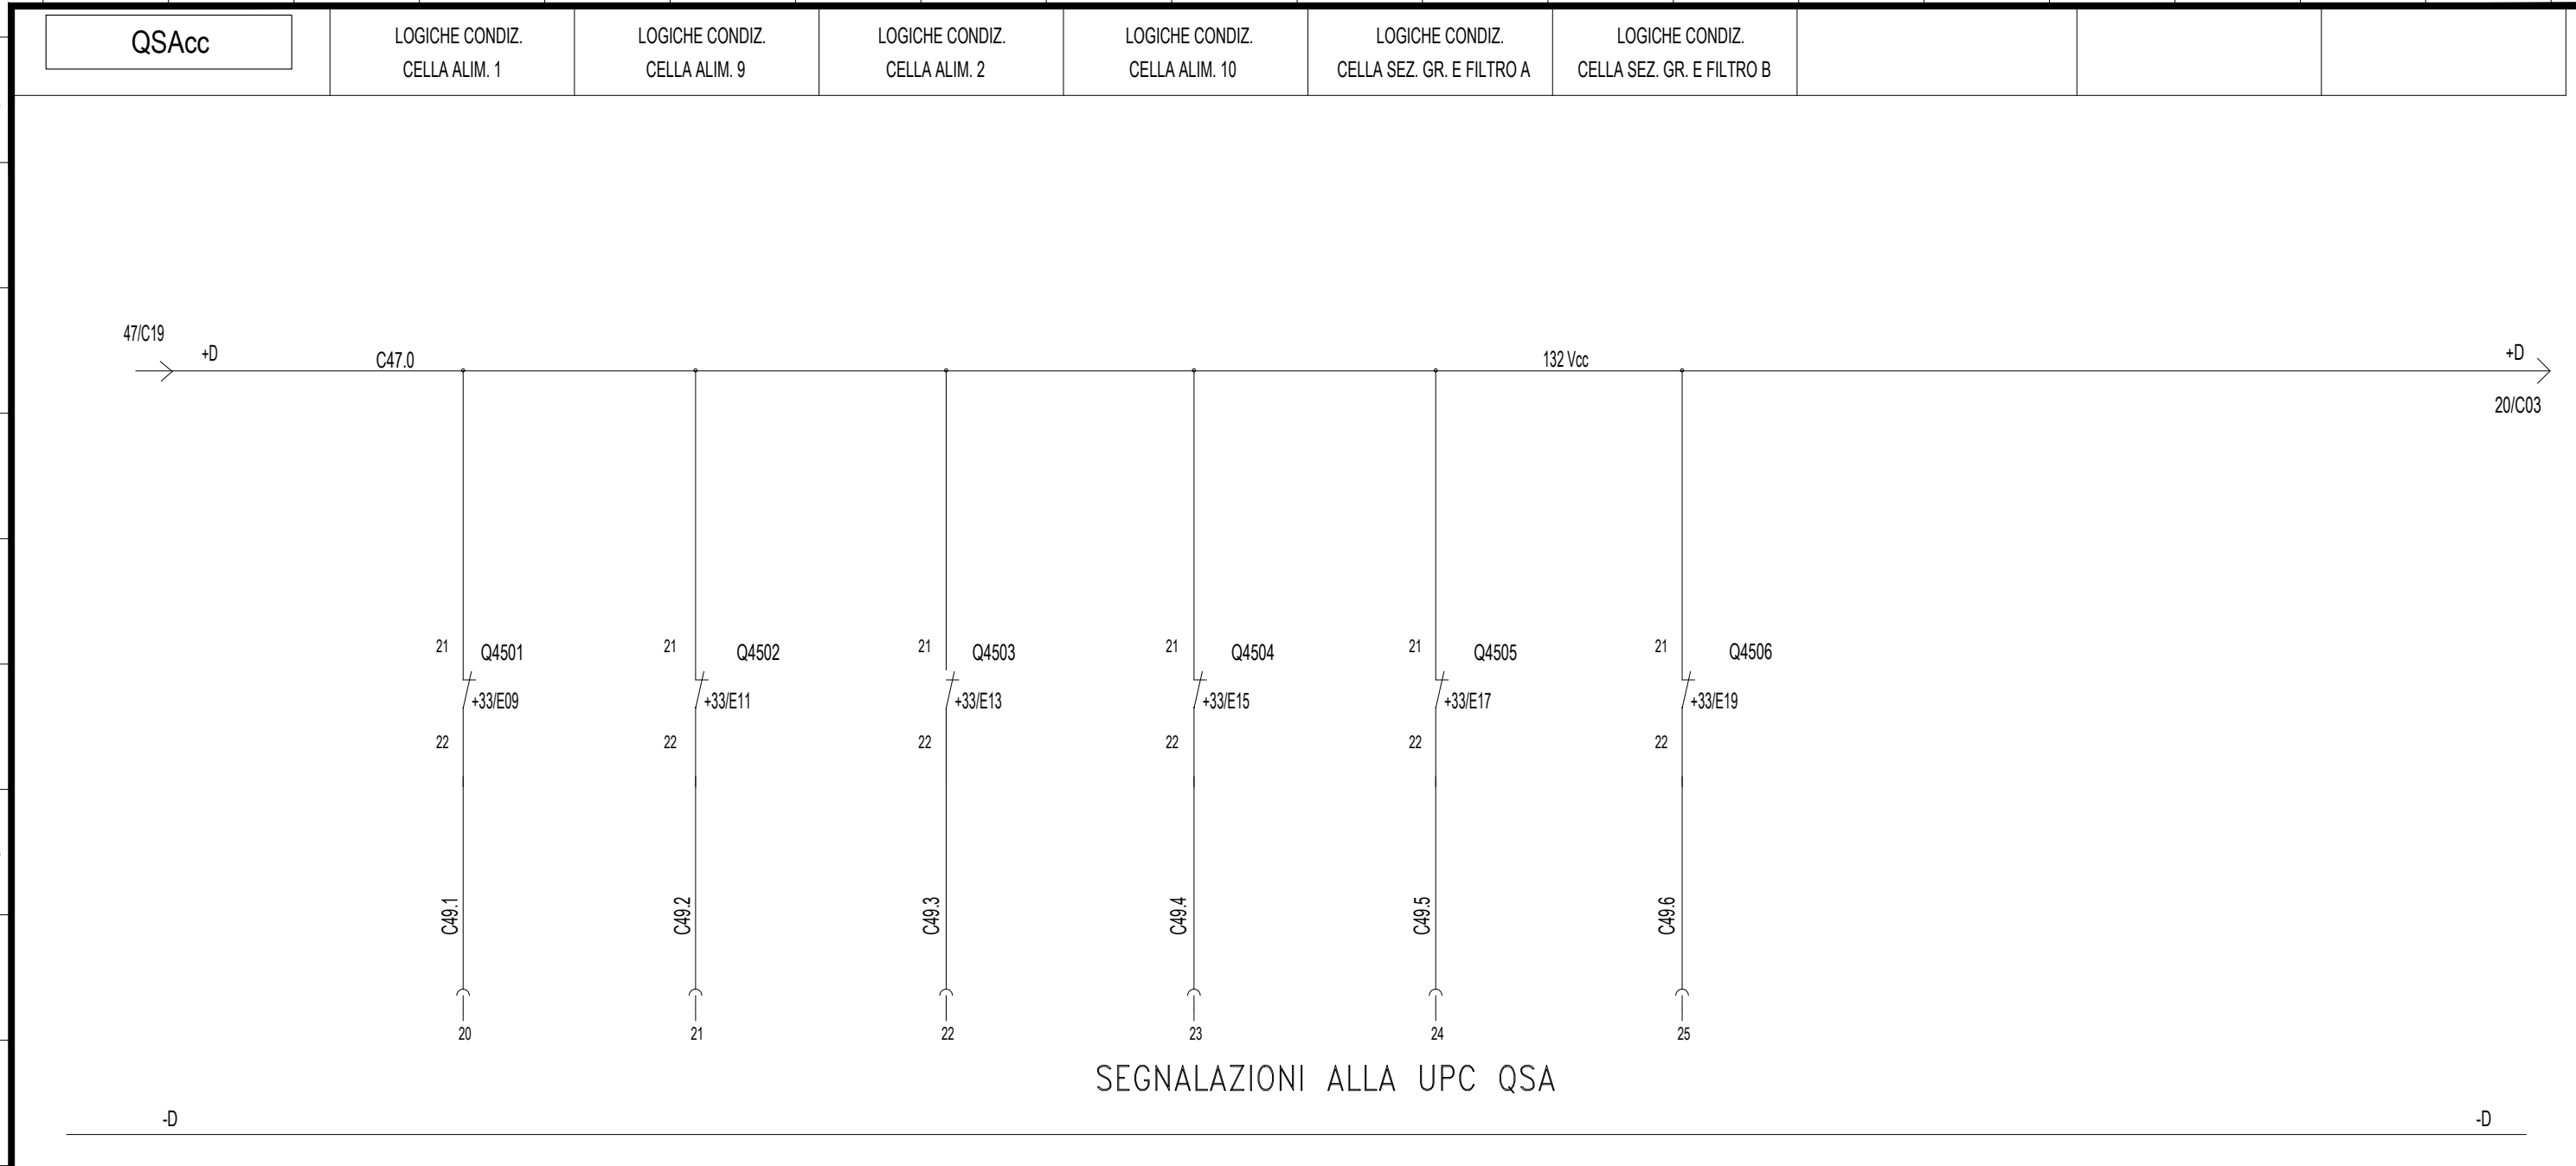 QSAcc
LOGICHE CONDIZ.
CELLA ALIM. 1
LOGICHE CONDIZ.
CELLA ALIM. 9
LOGICHE CONDIZ.
CELLA ALIM. 2
LOGICHE CONDIZ.
CELLA ALIM. 10
LOGICHE CONDIZ.
CELLA SEZ. GR. E FILTRO A
LOGICHE CONDIZ.
CELLA SEZ. GR. E FILTRO B
47/C19
+D
C47.0
132 Vcc
+D
20/C03
21
Q4501
+33/E09
22
21
Q4502
+33/E11
22
21
Q4503
+33/E13
22
21
Q4504
+33/E15
22
21
Q4505
+33/E17
22
21
Q4506
+33/E19
22
C49.1
C49.2
C49.3
C49.4
C49.5
C49.6
20
21
22
23
24
25
SEGNALAZIONI ALLA UPC QSA
-D
-D